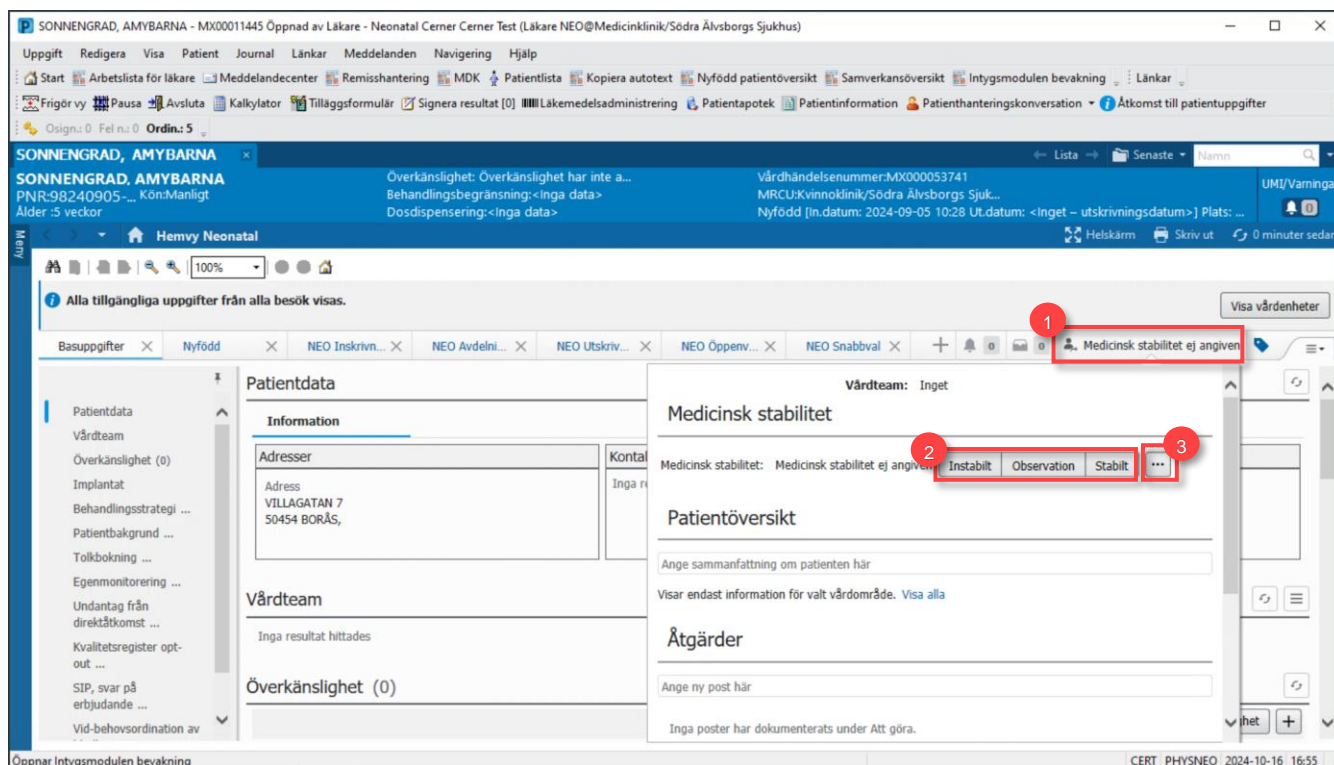 SONNENGRAD, AMYBARNA - MX00011445 Öppnad av Läkare - Neonatal Cerner Cerner Test (Läkare NEO@Medicinklinik/Södra Älvsborgs Sjukhus)
Uppgift Redigera Visa Patient Journal Länkar Meddelanden Navigering Hjälp
Start Arbetslista för läkare Meddelandecenter Remisshantering MDK Patientlista Kopiera autotext Nyfödd patientöversikt Samverkansöversikt Intygsmodulen bevakning Länkar
Frigör vy Pausa Avsluta Kalkylator Tilläggsformulär Signera resultat [0] Läkemedelsadministrering Patientapotek Patientinformation Patienthanteringskonversation Åtkomst till patientuppgifter
Osign.: 0 Fel n.: 0 Ordin.: 5
SONNENGRAD, AMYBARNA Lista Senaste Namn
SONNENGRAD, AMYBARNA Överkänslighet: Överkänslighet har inte a... Vårdhändelsenummer:MX000053741
PNR:98240905-... Kön:Manligt Behandlingsbegränsning:<Inga data> MRCU:Kvinnoklinik/Södra Älvsborgs Sjuk... UMI/Varninga
Ålder :5 veckor Dosdispensering:<Inga data> Nyfödd [In.datum: 2024-09-05 10:28 Ut.datum: <Inget – utskrivningsdatum>] Plats: ... 0
Meny Hemvy Neonatal Helskärm Skriv ut 0 minuter sedan
100%
Alla tillgängliga uppgifter från alla besök visas. Visa vårdenheter
1
Basuppgifter Nyfödd NEO Inskrivn... NEO Avdelni... NEO Utskriv... NEO Öppenv... NEO Snabbval 0 0 Medicinsk stabilitet ej angiven
Patientdata
Vårdteam
Överkänslighet (0)
Implantat
Behandlingsstrategi ...
Patientbakgrund ...
Tolkbokning ...
Egenmonitorering ...
Undantag från
direktåtkomst ...
Kvalitetsregister opt-
out ...
SIP, svar på
erbjudande ...
Vid-behovsordination av
Patientdata
Information
Adresser
Adress
VILLAGATAN 7
50454 BORÅS,
Kontak
Inga re
Vårdteam
Inga resultat hittades
Överkänslighet (0)
Vårdteam: Inget
Medicinsk stabilitet
2 3
Medicinsk stabilitet: Medicinsk stabilitet ej angiven Instabilt Observation Stabilt ...
Patientöversikt
Ange sammanfattning om patienten här
Visar endast information för valt vårdområde. Visa alla
Åtgärder
Ange ny post här
Inga poster har dokumenterats under Att göra.
ghet
Öppnar Intygsmodulen bevakning CERT PHYSNEO 2024-10-16 16:55